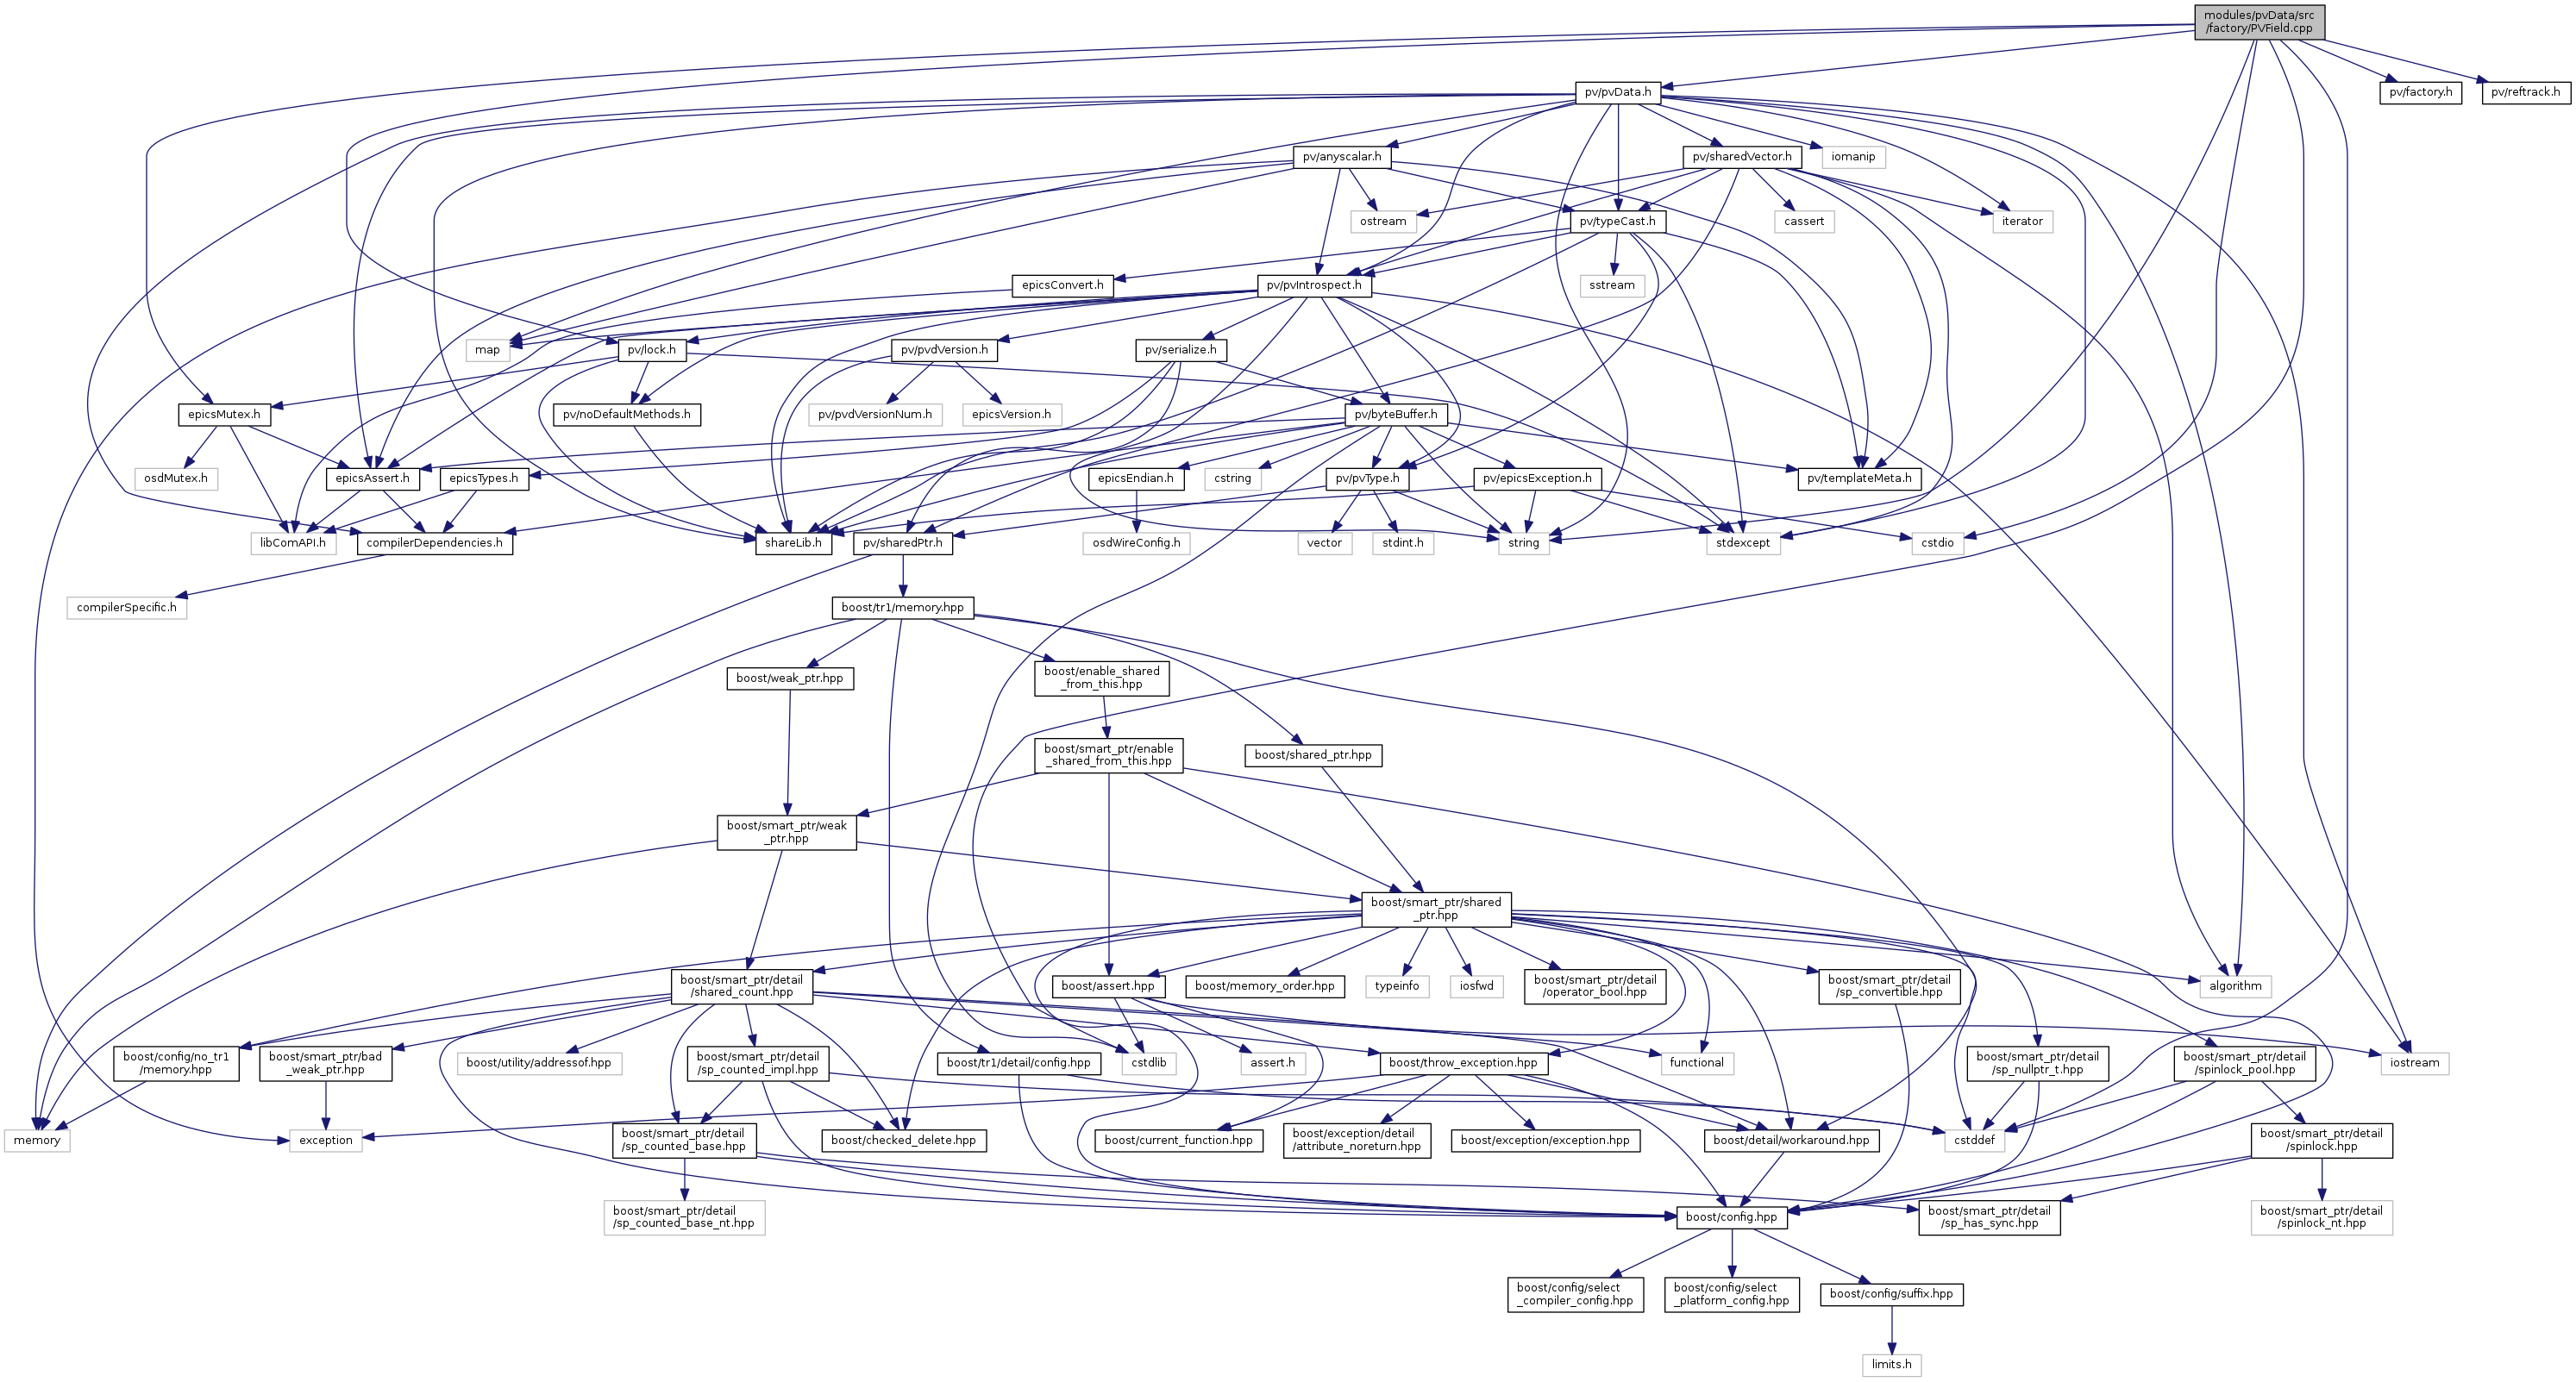 modules/pvData/src
/factory/PVField.cpp
pv/pvData.h
pv/factory.h
pv/reftrack.h
pv/anyscalar.h
pv/sharedVector.h
iomanip
ostream
pv/typeCast.h
cassert
iterator
epicsConvert.h
pv/pvIntrospect.h
sstream
map
pv/lock.h
pv/pvdVersion.h
pv/serialize.h
epicsMutex.h
pv/noDefaultMethods.h
pv/pvdVersionNum.h
epicsVersion.h
pv/byteBuffer.h
osdMutex.h
epicsAssert.h
epicsTypes.h
epicsEndian.h
cstring
pv/pvType.h
pv/epicsException.h
pv/templateMeta.h
libComAPI.h
compilerDependencies.h
shareLib.h
pv/sharedPtr.h
osdWireConfig.h
vector
stdint.h
string
stdexcept
cstdio
compilerSpecific.h
boost/tr1/memory.hpp
boost/weak_ptr.hpp
boost/enable_shared
_from_this.hpp
boost/smart_ptr/enable
_shared_from_this.hpp
boost/shared_ptr.hpp
boost/smart_ptr/weak
_ptr.hpp
boost/smart_ptr/shared
_ptr.hpp
boost/smart_ptr/detail
/shared_count.hpp
boost/assert.hpp
boost/memory_order.hpp
typeinfo
iosfwd
boost/smart_ptr/detail
/operator_bool.hpp
boost/smart_ptr/detail
/sp_convertible.hpp
algorithm
boost/config/no_tr1
/memory.hpp
boost/smart_ptr/bad
_weak_ptr.hpp
boost/utility/addressof.hpp
boost/smart_ptr/detail
/sp_counted_impl.hpp
boost/tr1/detail/config.hpp
cstdlib
assert.h
boost/throw_exception.hpp
functional
boost/smart_ptr/detail
/sp_nullptr_t.hpp
boost/smart_ptr/detail
/spinlock_pool.hpp
iostream
memory
exception
boost/smart_ptr/detail
/sp_counted_base.hpp
boost/checked_delete.hpp
boost/current_function.hpp
boost/exception/detail
/attribute_noreturn.hpp
boost/exception/exception.hpp
boost/detail/workaround.hpp
cstddef
boost/smart_ptr/detail
/spinlock.hpp
boost/smart_ptr/detail
/sp_counted_base_nt.hpp
boost/config.hpp
boost/smart_ptr/detail
/sp_has_sync.hpp
boost/smart_ptr/detail
/spinlock_nt.hpp
boost/config/select
_compiler_config.hpp
boost/config/select
_platform_config.hpp
boost/config/suffix.hpp
limits.h